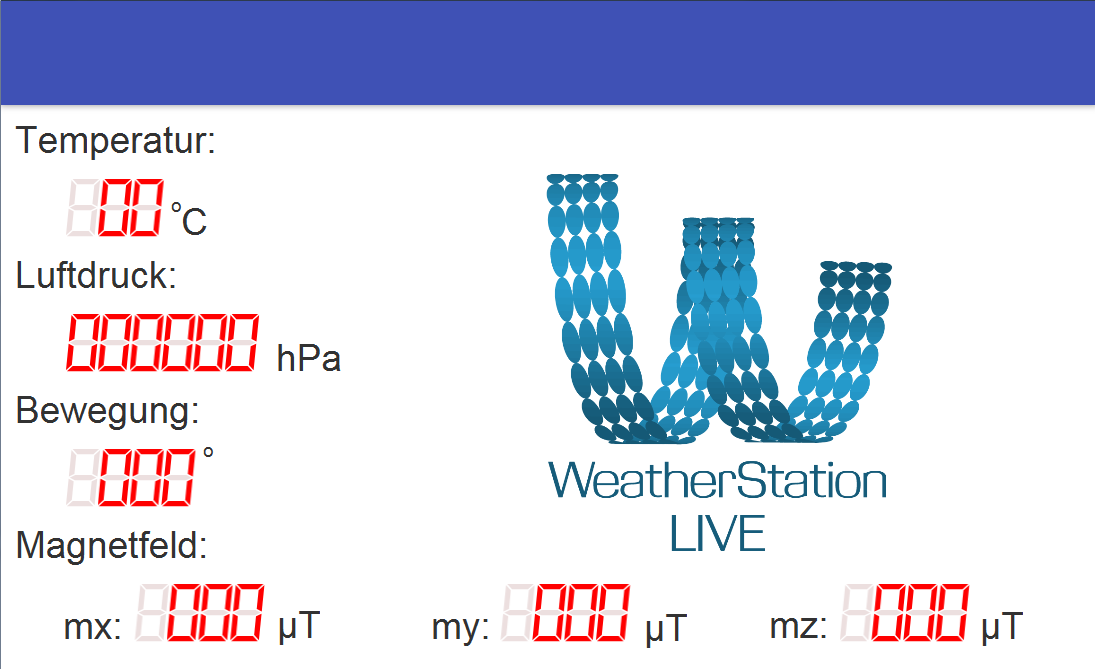 Temperatur:
00 °C
Luftdruck:
000000 hPa
Bewegung:
000 °
Magnetfeld:
mx: 000 µT my: 000 µT mz: 000 µT
WeatherStation
LIVE